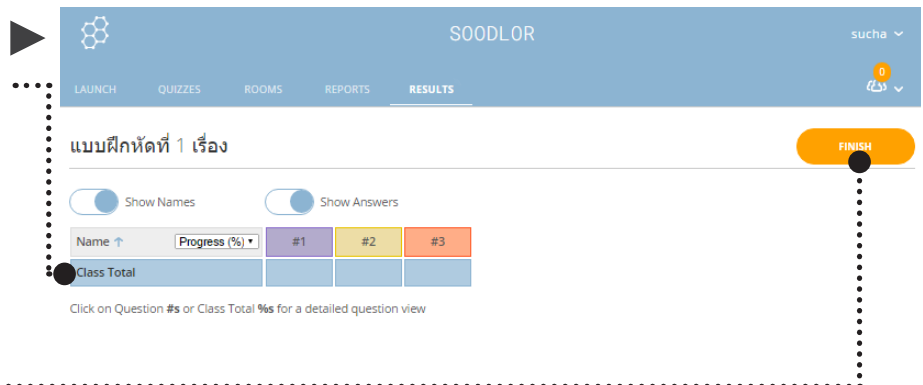 SOODLOR
sucha
0
LAUNCH QUIZZES ROOMS REPORTS RESULTS
แบบฝึกหัดที่ 1 เรื่อง
FINISH
Show Names Show Answers
Name ↑ Progress (%) #1 #2 #3
Class Total
Click on Question #s or Class Total %s for a detailed question view